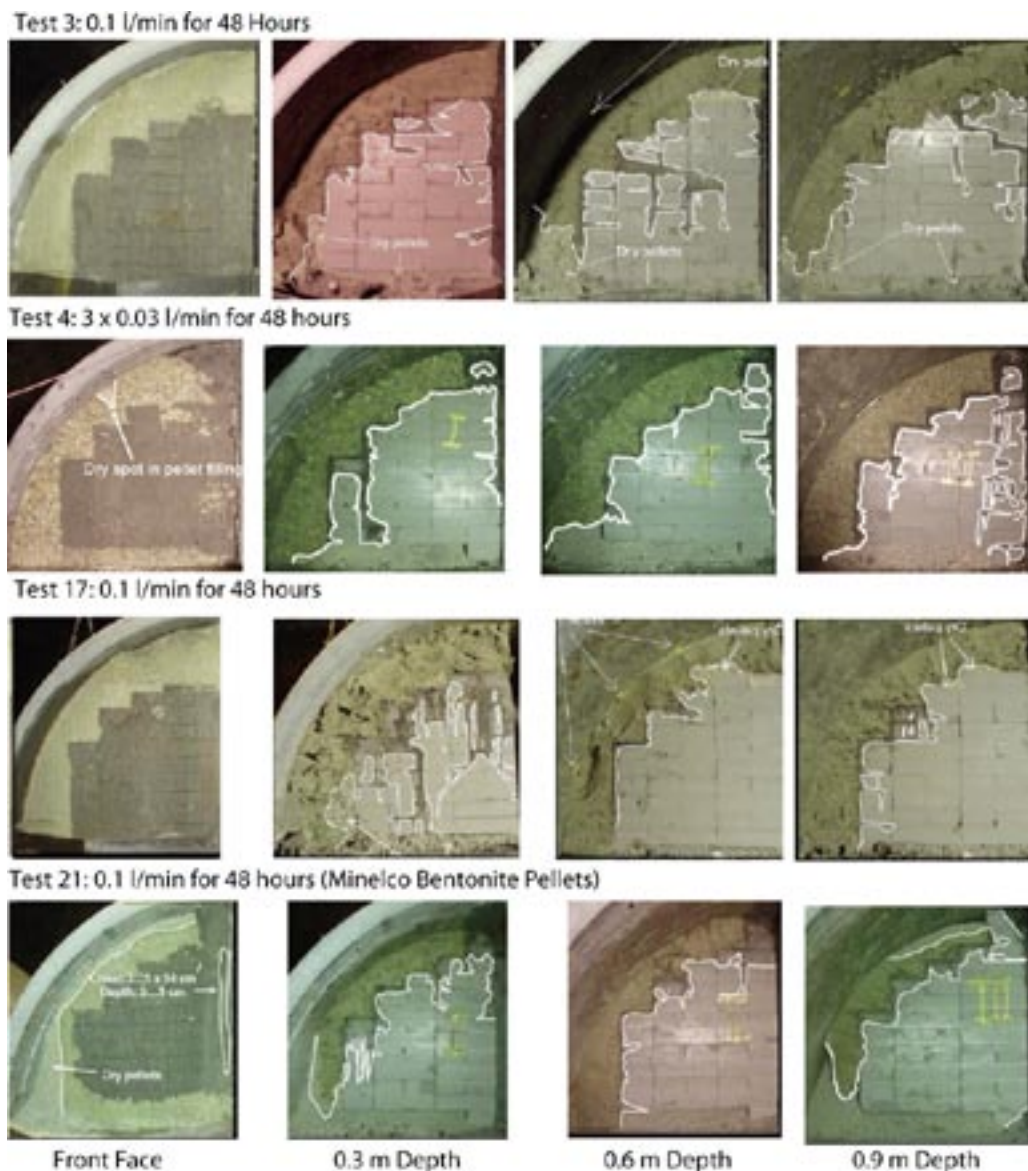 Test 3: 0.1 l/min for 48 Hours
Dry pellets
Dry pellets
Dry pellets
Test 4: 3 x 0.03 l/min for 48 hours
Dry spot in pellet filling
Test 17: 0.1 l/min for 48 hours
Test 21: 0.1 l/min for 48 hours (Minelco Bentonite Pellets)
Dry pellets
Front Face
0.3 m Depth
0.6 m Depth
0.9 m Depth